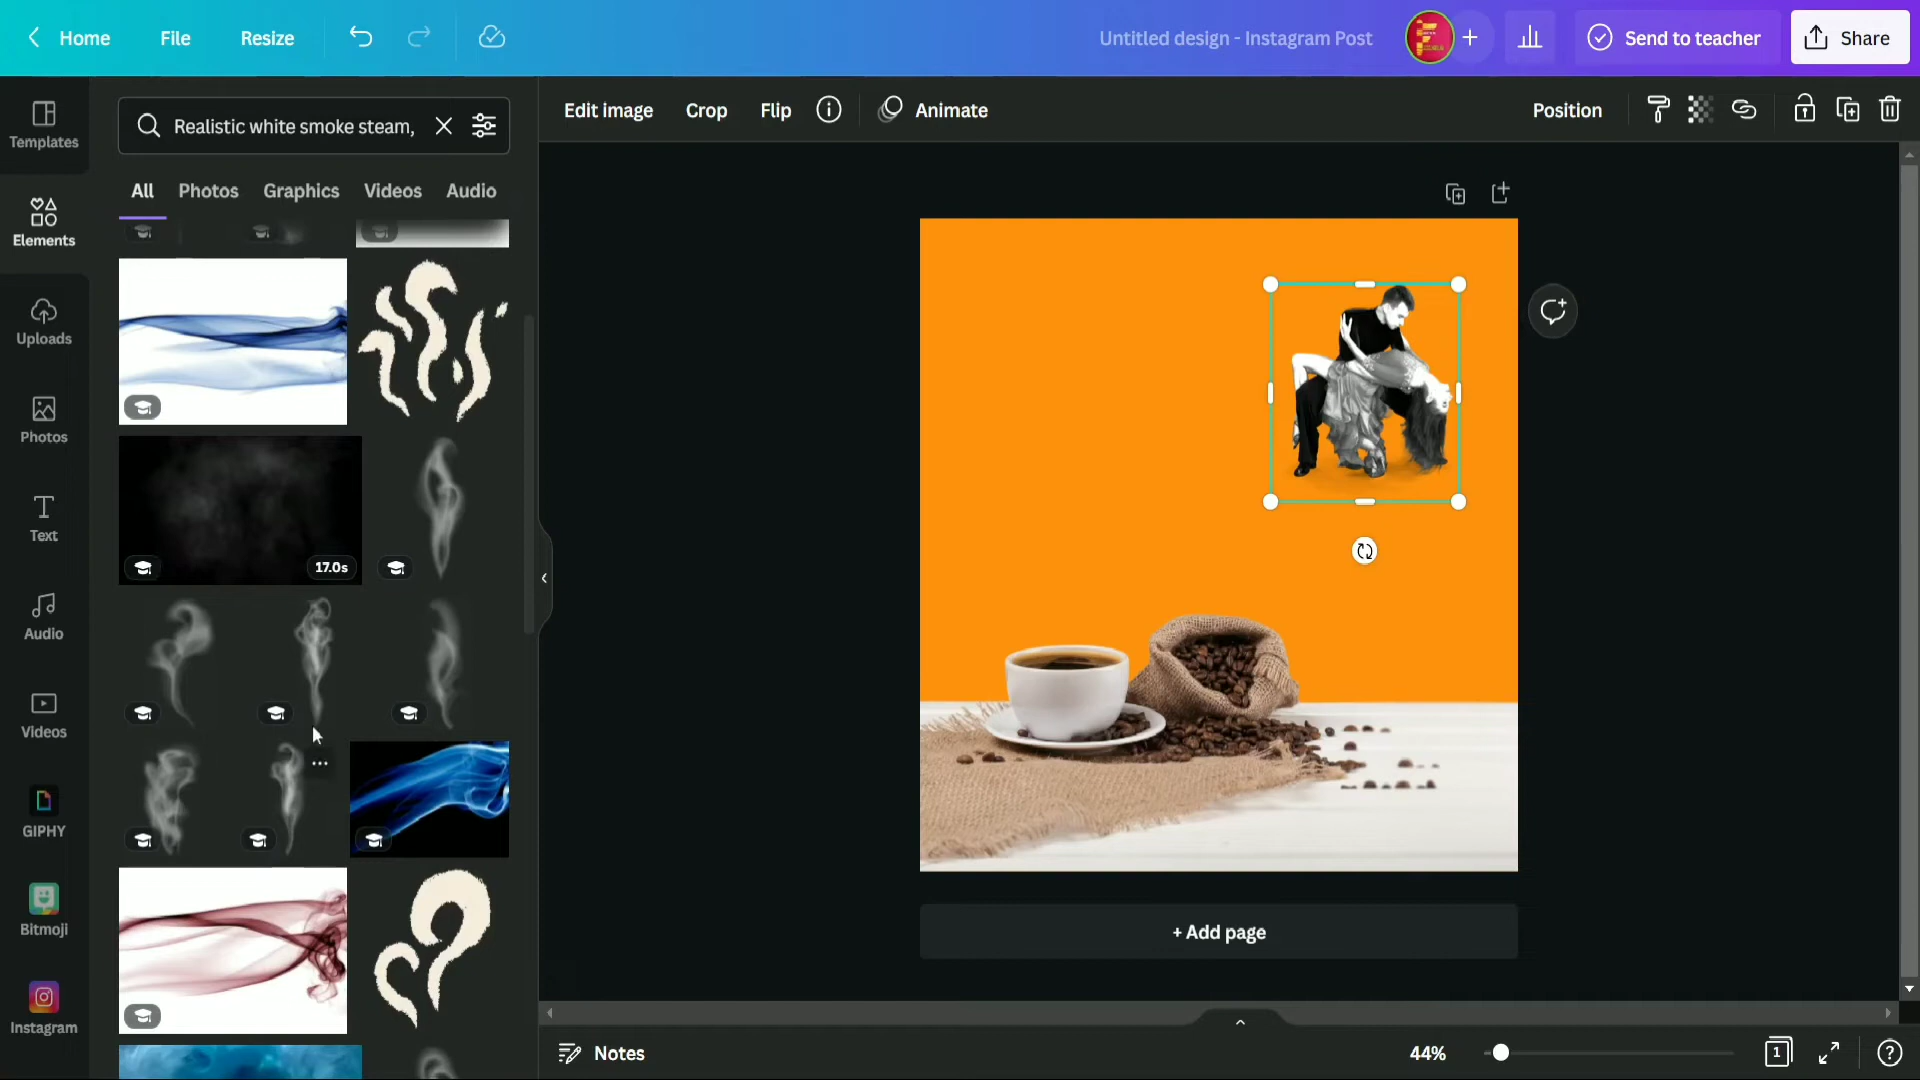 Home
File
Resize
Untitled design - Instagram Post
Send to teacher
Share
Templates
Elements
Uploads
Photos
Text
Audio
Videos
GIPHY
Bitmoji
Instagram
Realistic white smoke steam,
All
Photos
Graphics
Videos
Audio
17.0s
Edit image
Crop
Flip
Animate
Position
+ Add page
Notes
44%
1